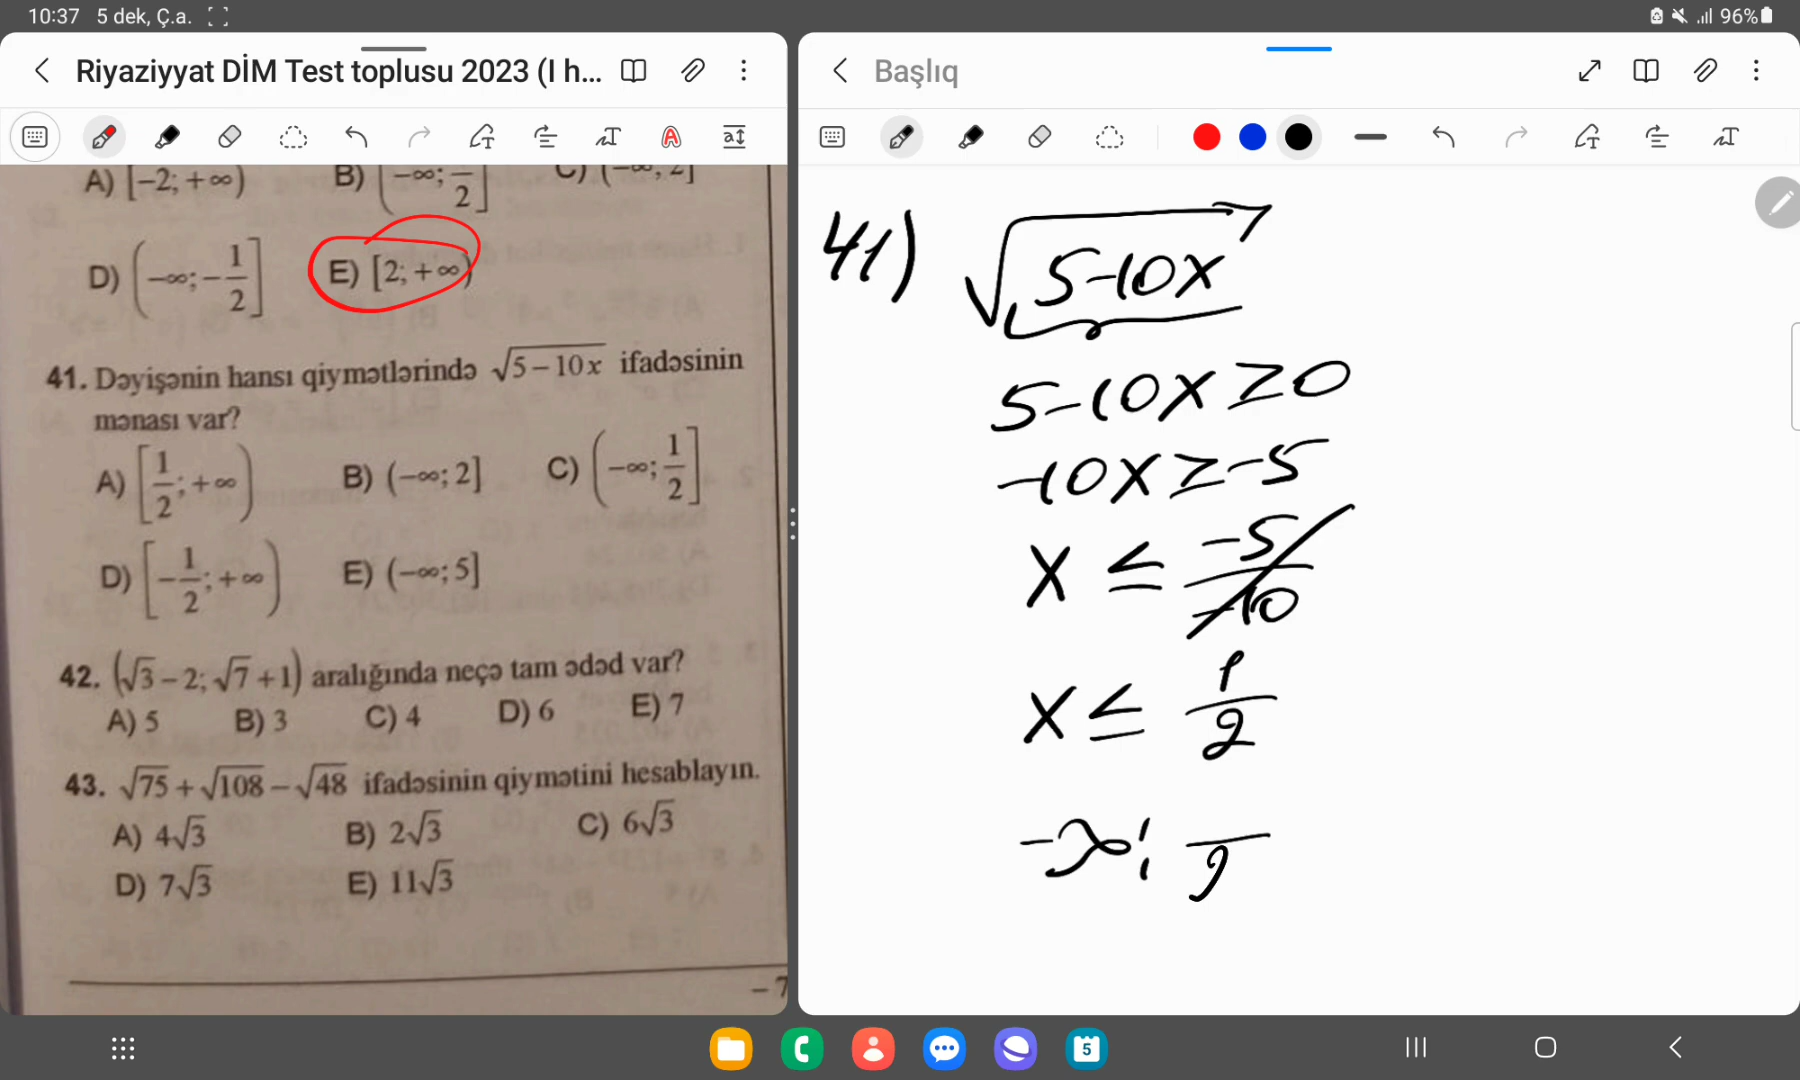 10:37 5 dek, Ç.a. 96%
Riyaziyyat DİM Test toplusu 2023 (I h...
A) [−2; +∞) B) (−∞; 1/2] C) (−∞; 2]
D) (−∞; −1/2] E) [2; +∞)
41. Dəyişənin hansı qiymətlərində √(5−10x) ifadəsinin
mənası var?
A) [1/2; +∞) B) (−∞; 2] C) (−∞; 1/2]
D) [−1/2; +∞) E) (−∞; 5]
42. (√3 − 2; √7 + 1) aralığında neçə tam ədəd var?
A) 5 B) 3 C) 4 D) 6 E) 7
43. √75 + √108 − √48 ifadəsinin qiymətini hesablayın.
A) 4√3 B) 2√3 C) 6√3
D) 7√3 E) 11√3
− 7
Başlıq
41) √(5−10x)
5−10x ≥ 0
−10x ≥ −5
x ≤ −5/−10
x ≤ 1/2
−∞; /2
5